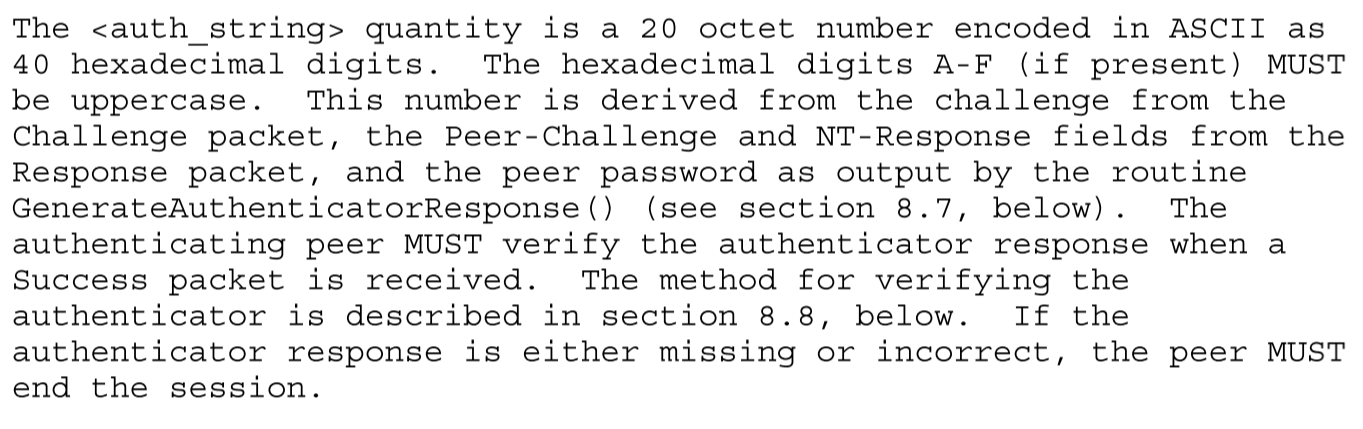 The <auth_string> quantity is a 20 octet number encoded in ASCII as
40 hexadecimal digits.  The hexadecimal digits A-F (if present) MUST
be uppercase.  This number is derived from the challenge from the
Challenge packet, the Peer-Challenge and NT-Response fields from the
Response packet, and the peer password as output by the routine
GenerateAuthenticatorResponse() (see section 8.7, below).  The
authenticating peer MUST verify the authenticator response when a
Success packet is received.  The method for verifying the
authenticator is described in section 8.8, below.  If the
authenticator response is either missing or incorrect, the peer MUST
end the session.